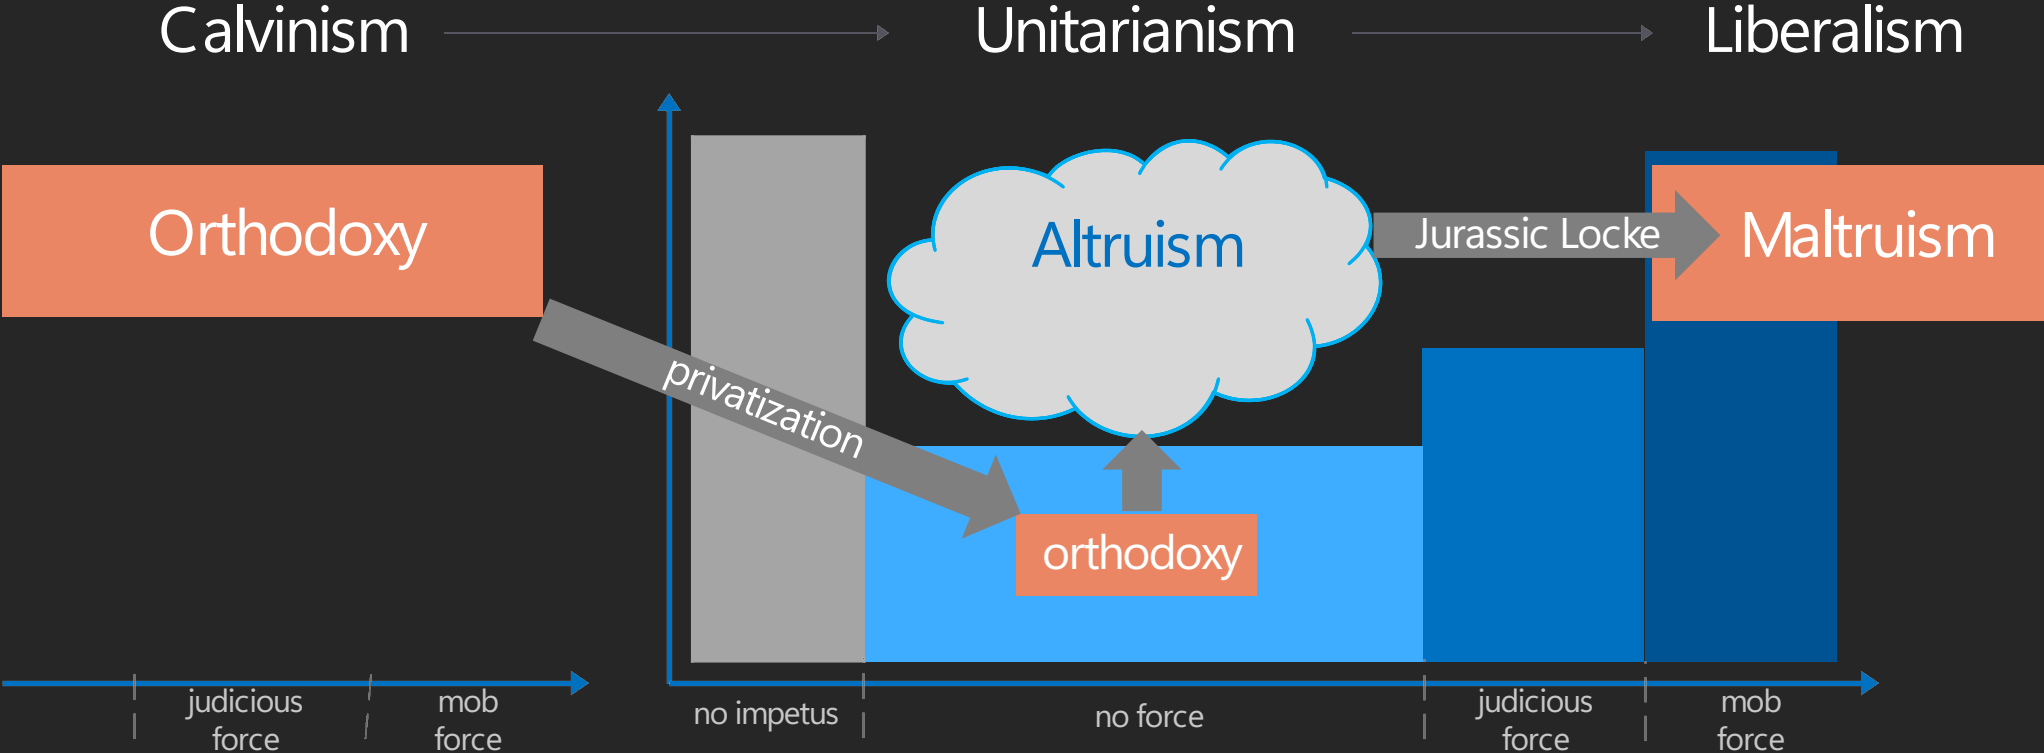 Calvinism
Unitarianism
Liberalism
Orthodoxy
Altruism
Jurassic Locke
Maltruism
privatization
orthodoxy
judicious
force
mob
force
no impetus
no force
judicious
force
mob
force